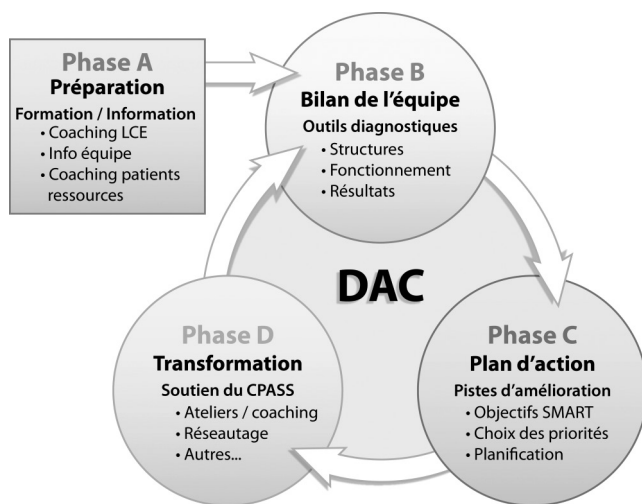 Phase A
Préparation
Formation / Information
• Coaching LCE
• Info équipe
• Coaching patients
ressources
Phase B
Bilan de l’équipe
Outils diagnostiques
• Structures
• Fonctionnement
• Résultats
DAC
Phase C
Plan d’action
Pistes d’amélioration
• Objectifs SMART
• Choix des priorités
• Planification
Phase D
Transformation
Soutien du CPASS
• Ateliers / coaching
• Réseautage
• Autres...